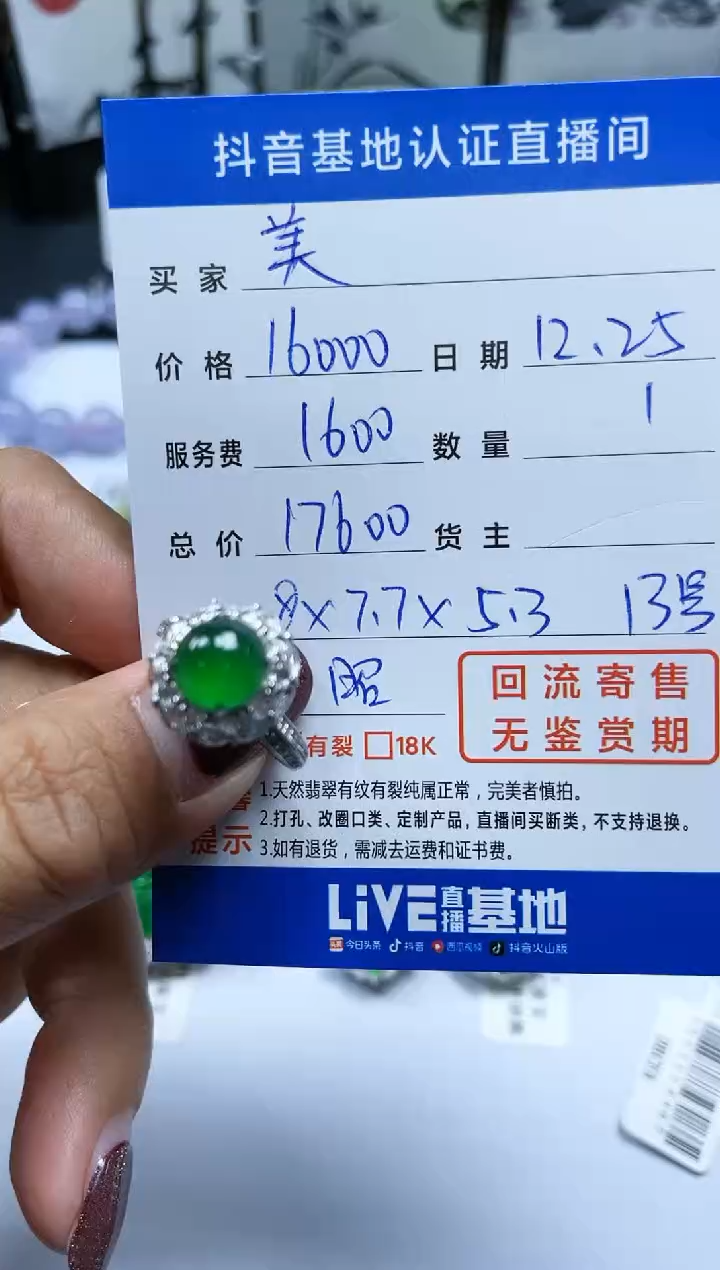 抖音基地认证直播间
买家 美
价格 16000 日期 12.25
服务费 1600 数量 1
总价 17600 货主
8×7.7×5.3 13号
昭
有裂 □18K
回流寄售
无鉴赏期
提示
1.天然翡翠有纹有裂纯属正常，完美者慎拍。
2.打孔、改圈口类、定制产品，直播间买断类，不支持退换。
3.如有退货，需减去运费和证书费。
LiVE直播基地
今日头条 抖音 西瓜视频 抖音火山版